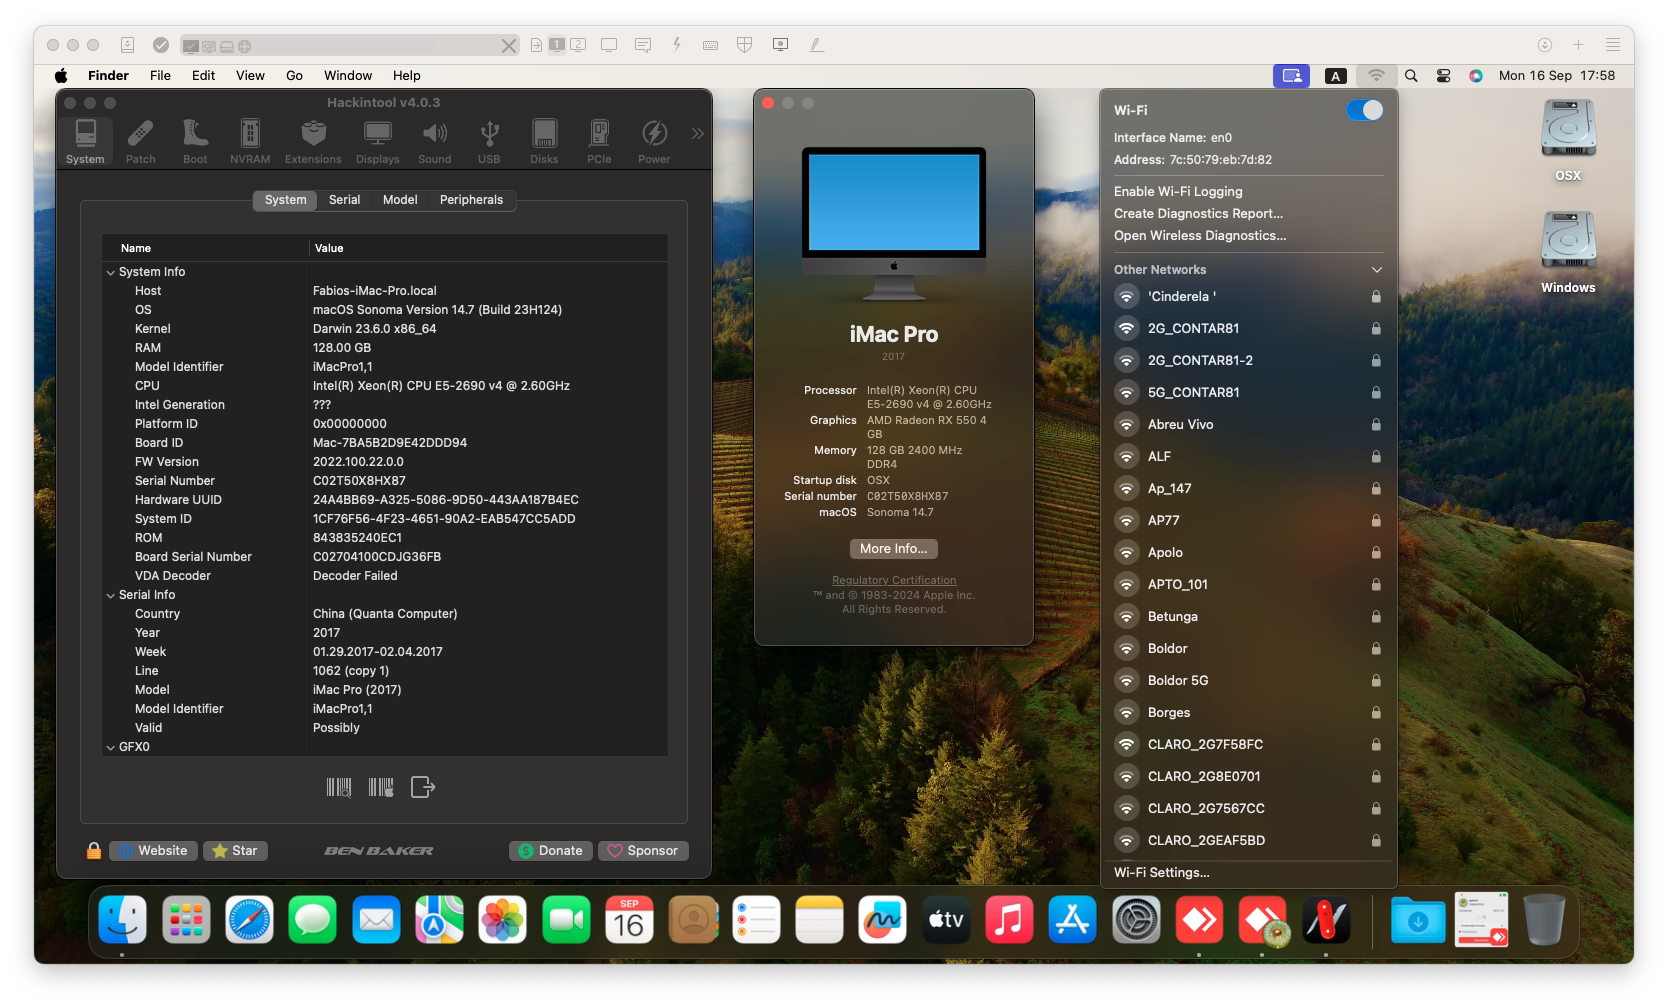 1
2
Finder File Edit View Go Window Help
A
Mon 16 Sep 17:58
Hackintool v4.0.3
System Patch Boot NVRAM Extensions Displays Sound USB Disks PCIe Power
System Serial Model Peripherals
Name Value
System Info
Host Fabios-iMac-Pro.local
OS macOS Sonoma Version 14.7 (Build 23H124)
Kernel Darwin 23.6.0 x86_64
RAM 128.00 GB
Model Identifier iMacPro1,1
CPU Intel(R) Xeon(R) CPU E5-2690 v4 @ 2.60GHz
Intel Generation ???
Platform ID 0x00000000
Board ID Mac-7BA5B2D9E42DDD94
FW Version 2022.100.22.0.0
Serial Number C02T50X8HX87
Hardware UUID 24A4BB69-A325-5086-9D50-443AA187B4EC
System ID 1CF76F56-4F23-4651-90A2-EAB547CC5ADD
ROM 843835240EC1
Board Serial Number C02704100CDJG36FB
VDA Decoder Decoder Failed
Serial Info
Country China (Quanta Computer)
Year 2017
Week 01.29.2017-02.04.2017
Line 1062 (copy 1)
Model iMac Pro (2017)
Model Identifier iMacPro1,1
Valid Possibly
GFX0
Website Star BEN BAKER Donate Sponsor
iMac Pro
2017
Processor Intel(R) Xeon(R) CPU
E5-2690 v4 @ 2.60GHz
Graphics AMD Radeon RX 550 4
GB
Memory 128 GB 2400 MHz
DDR4
Startup disk OSX
Serial number C02T50X8HX87
macOS Sonoma 14.7
More Info...
Regulatory Certification
™ and © 1983-2024 Apple Inc.
All Rights Reserved.
Wi-Fi
Interface Name: en0
Address: 7c:50:79:eb:7d:82
Enable Wi-Fi Logging
Create Diagnostics Report...
Open Wireless Diagnostics...
Other Networks
'Cinderela '
2G_CONTAR81
2G_CONTAR81-2
5G_CONTAR81
Abreu Vivo
ALF
Ap_147
AP77
Apolo
APTO_101
Betunga
Boldor
Boldor 5G
Borges
CLARO_2G7F58FC
CLARO_2G8E0701
CLARO_2G7567CC
CLARO_2GEAF5BD
Wi-Fi Settings...
OSX
Windows
SEP
16
tv